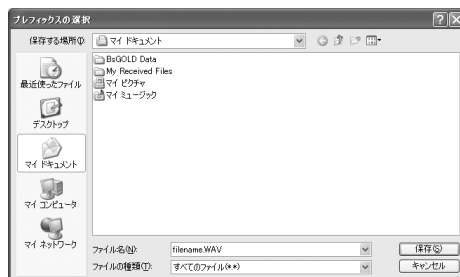 プレフィックスの選択
保存する場所(I):
マイ ドキュメント
最近使ったファイル
デスクトップ
マイ ドキュメント
マイ コンピュータ
マイ ネットワーク
BsGOLD Data
My Received Files
マイ ピクチャ
マイ ミュージック
ファイル名(N):
filename.WAV
保存(S)
ファイルの種類(T):
すべてのファイル(*.*)
キャンセル